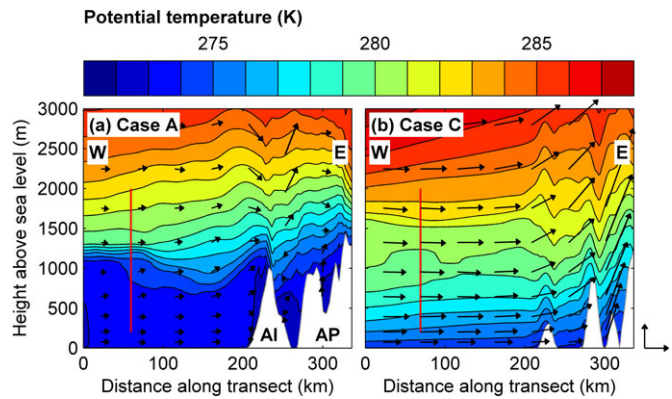 Potential temperature (K)
275 280 285
(a) Case A
(b) Case C
W E W E
3000
2500
2000
1500
1000
500
0
Height above sea level (m)
AI AP
0 100 200 300 0 100 200 300
Distance along transect (km) Distance along transect (km)